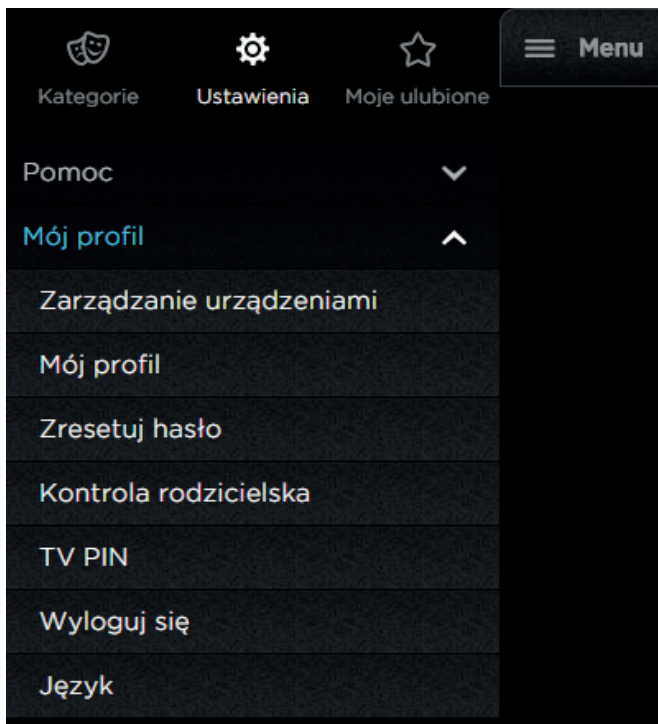 Kategorie
Ustawienia
Moje ulubione
Menu
Pomoc
Mój profil
Zarządzanie urządzeniami
Mój profil
Zresetuj hasło
Kontrola rodzicielska
TV PIN
Wyloguj się
Język